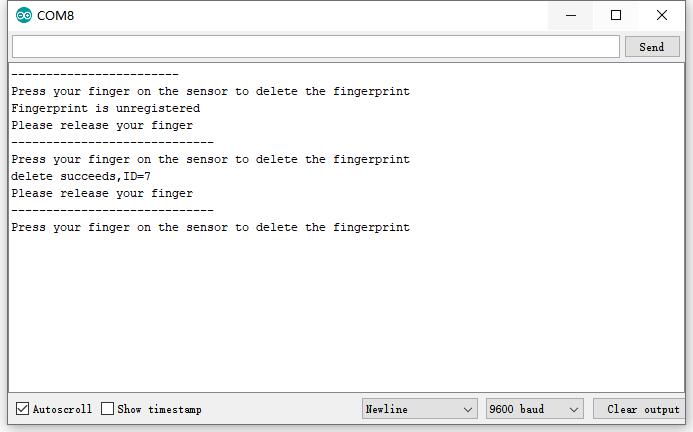 COM8
Send
------------------------
Press your finger on the sensor to delete the fingerprint
Fingerprint is unregistered
Please release your finger
-----------------------------
Press your finger on the sensor to delete the fingerprint
delete succeeds,ID=7
Please release your finger
-----------------------------
Press your finger on the sensor to delete the fingerprint
Autoscroll Show timestamp Newline 9600 baud Clear output